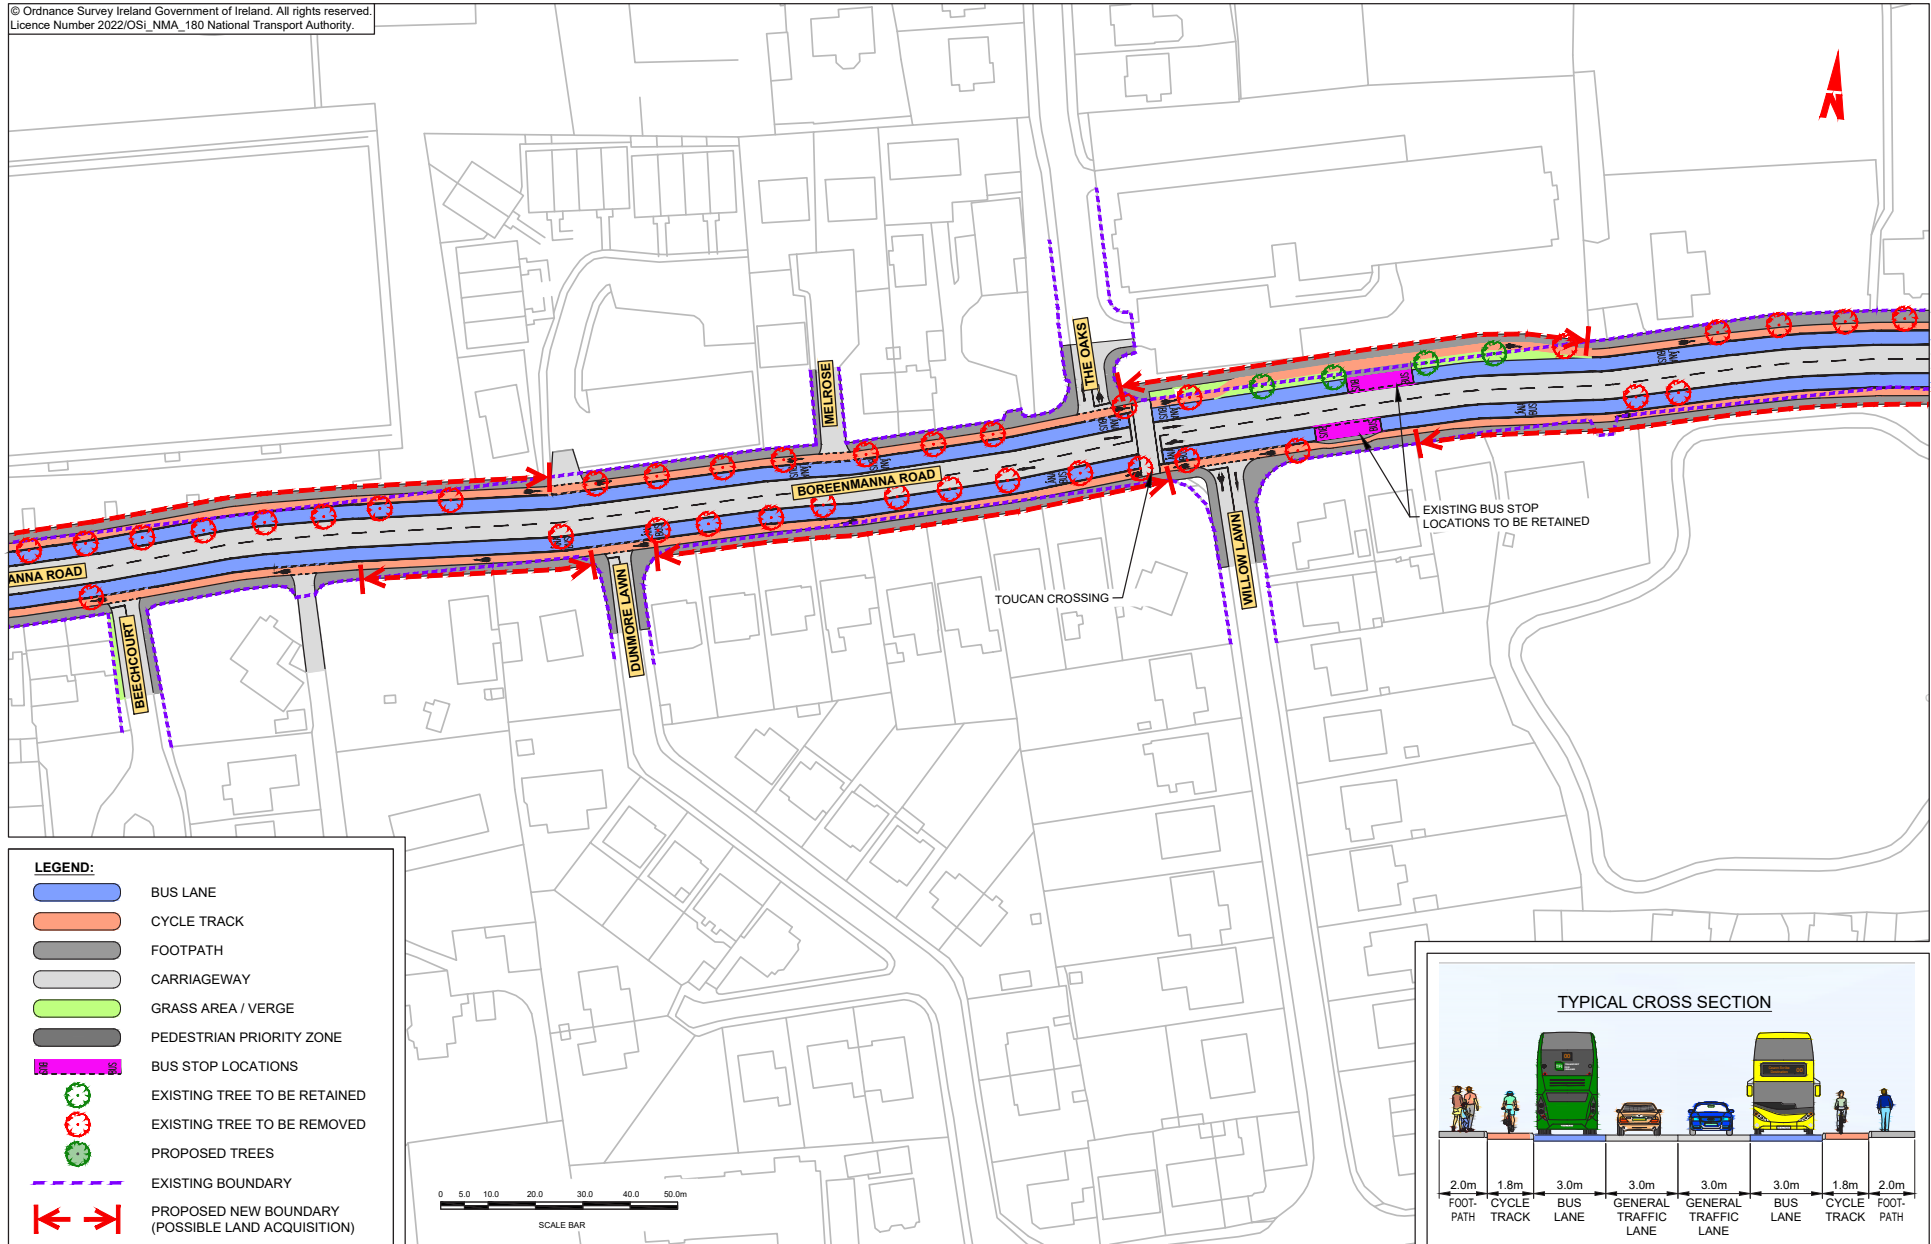 © Ordnance Survey Ireland Government of Ireland. All rights reserved.
Licence Number 2022/OSi_NMA_180 National Transport Authority.
N
THE OAKS
MELROSE
BOREENMANNA ROAD
ANNA ROAD
EXISTING BUS STOP
LOCATIONS TO BE RETAINED
TOUCAN CROSSING
WILLOW LAWN
DUNMORE LAWN
BEECHCOURT
LEGEND:
BUS LANE
CYCLE TRACK
FOOTPATH
CARRIAGEWAY
GRASS AREA / VERGE
PEDESTRIAN PRIORITY ZONE
BUS STOP LOCATIONS
EXISTING TREE TO BE RETAINED
EXISTING TREE TO BE REMOVED
PROPOSED TREES
EXISTING BOUNDARY
PROPOSED NEW BOUNDARY
(POSSIBLE LAND ACQUISITION)
0 5.0 10.0 20.0 30.0 40.0 50.0m
SCALE BAR
TYPICAL CROSS SECTION
2.0m 1.8m 3.0m 3.0m 3.0m 3.0m 1.8m 2.0m
FOOT- CYCLE BUS GENERAL GENERAL BUS CYCLE FOOT-
PATH TRACK LANE TRAFFIC TRAFFIC LANE TRACK PATH
LANE LANE